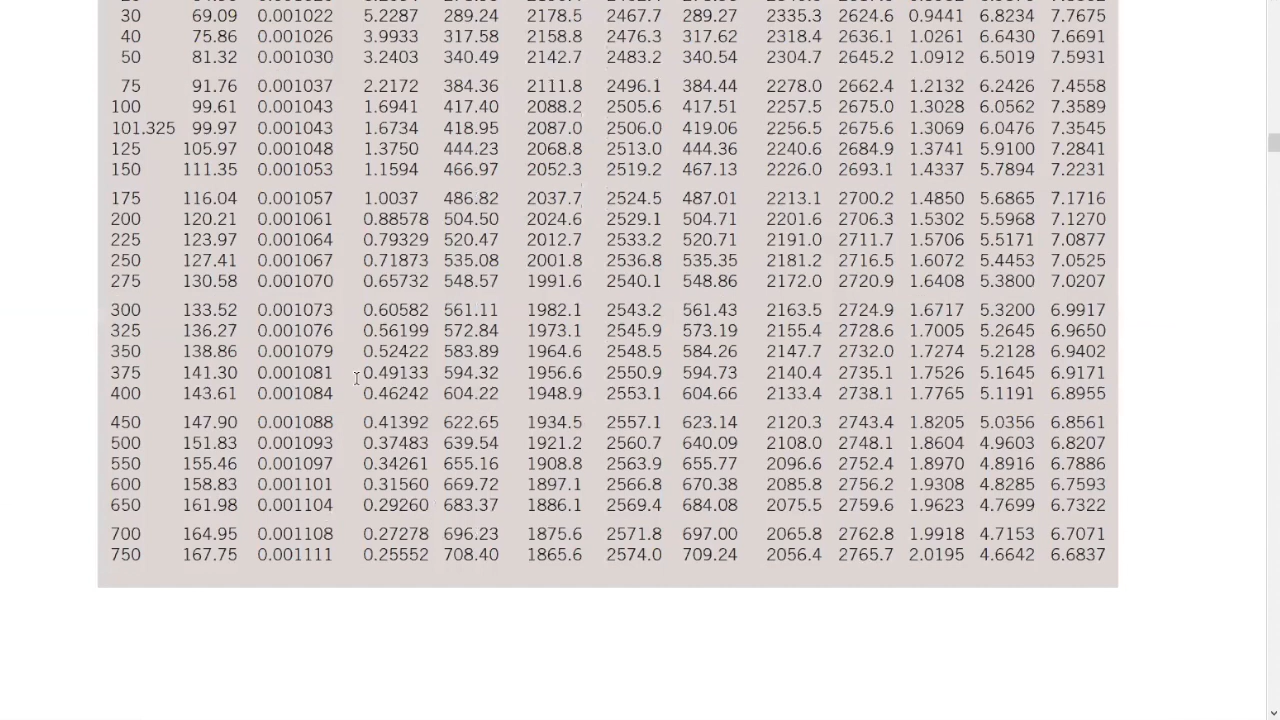 30 69.09 0.001022 5.2287 289.24 2178.5 2467.7 289.27 2335.3 2624.6 0.9441 6.8234 7.7675
40 75.86 0.001026 3.9933 317.58 2158.8 2476.3 317.62 2318.4 2636.1 1.0261 6.6430 7.6691
50 81.32 0.001030 3.2403 340.49 2142.7 2483.2 340.54 2304.7 2645.2 1.0912 6.5019 7.5931
75 91.76 0.001037 2.2172 384.36 2111.8 2496.1 384.44 2278.0 2662.4 1.2132 6.2426 7.4558
100 99.61 0.001043 1.6941 417.40 2088.2 2505.6 417.51 2257.5 2675.0 1.3028 6.0562 7.3589
101.325 99.97 0.001043 1.6734 418.95 2087.0 2506.0 419.06 2256.5 2675.6 1.3069 6.0476 7.3545
125 105.97 0.001048 1.3750 444.23 2068.8 2513.0 444.36 2240.6 2684.9 1.3741 5.9100 7.2841
150 111.35 0.001053 1.1594 466.97 2052.3 2519.2 467.13 2226.0 2693.1 1.4337 5.7894 7.2231
175 116.04 0.001057 1.0037 486.82 2037.7 2524.5 487.01 2213.1 2700.2 1.4850 5.6865 7.1716
200 120.21 0.001061 0.88578 504.50 2024.6 2529.1 504.71 2201.6 2706.3 1.5302 5.5968 7.1270
225 123.97 0.001064 0.79329 520.47 2012.7 2533.2 520.71 2191.0 2711.7 1.5706 5.5171 7.0877
250 127.41 0.001067 0.71873 535.08 2001.8 2536.8 535.35 2181.2 2716.5 1.6072 5.4453 7.0525
275 130.58 0.001070 0.65732 548.57 1991.6 2540.1 548.86 2172.0 2720.9 1.6408 5.3800 7.0207
300 133.52 0.001073 0.60582 561.11 1982.1 2543.2 561.43 2163.5 2724.9 1.6717 5.3200 6.9917
325 136.27 0.001076 0.56199 572.84 1973.1 2545.9 573.19 2155.4 2728.6 1.7005 5.2645 6.9650
350 138.86 0.001079 0.52422 583.89 1964.6 2548.5 584.26 2147.7 2732.0 1.7274 5.2128 6.9402
375 141.30 0.001081 0.49133 594.32 1956.6 2550.9 594.73 2140.4 2735.1 1.7526 5.1645 6.9171
400 143.61 0.001084 0.46242 604.22 1948.9 2553.1 604.66 2133.4 2738.1 1.7765 5.1191 6.8955
450 147.90 0.001088 0.41392 622.65 1934.5 2557.1 623.14 2120.3 2743.4 1.8205 5.0356 6.8561
500 151.83 0.001093 0.37483 639.54 1921.2 2560.7 640.09 2108.0 2748.1 1.8604 4.9603 6.8207
550 155.46 0.001097 0.34261 655.16 1908.8 2563.9 655.77 2096.6 2752.4 1.8970 4.8916 6.7886
600 158.83 0.001101 0.31560 669.72 1897.1 2566.8 670.38 2085.8 2756.2 1.9308 4.8285 6.7593
650 161.98 0.001104 0.29260 683.37 1886.1 2569.4 684.08 2075.5 2759.6 1.9623 4.7699 6.7322
700 164.95 0.001108 0.27278 696.23 1875.6 2571.8 697.00 2065.8 2762.8 1.9918 4.7153 6.7071
750 167.75 0.001111 0.25552 708.40 1865.6 2574.0 709.24 2056.4 2765.7 2.0195 4.6642 6.6837